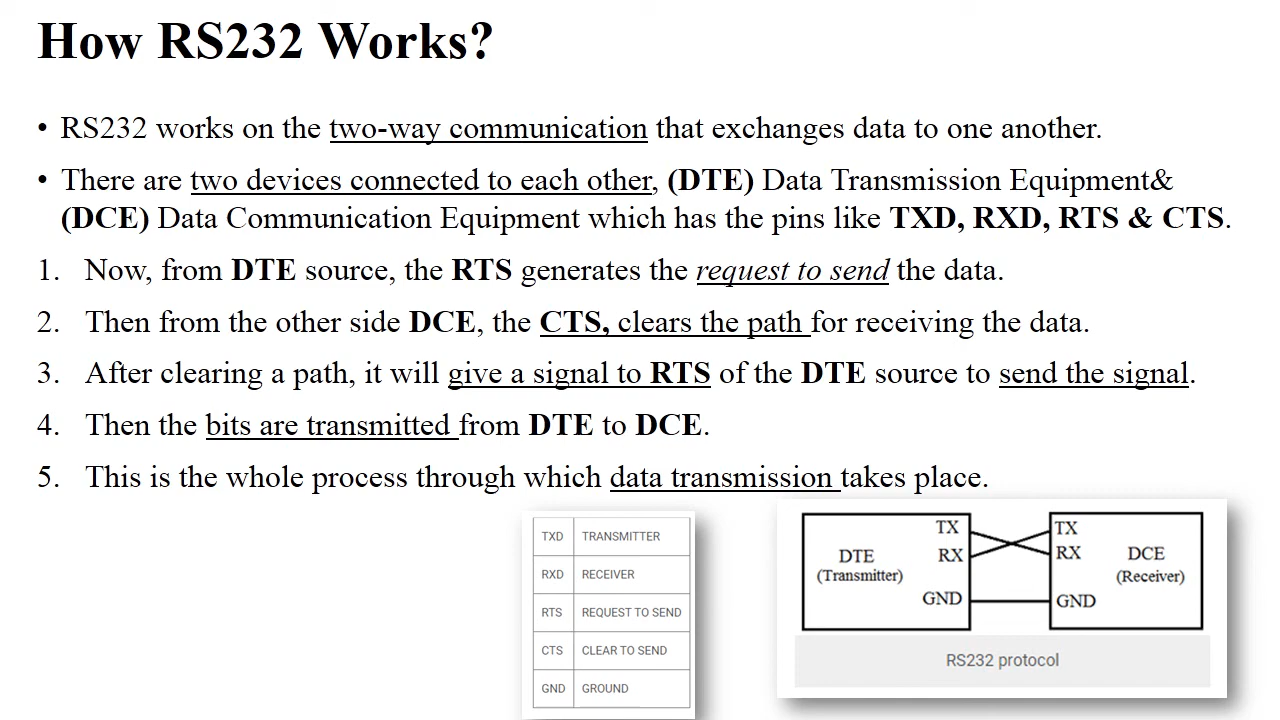 How RS232 Works?
• RS232 works on the two-way communication that exchanges data to one another.
• There are two devices connected to each other, (DTE) Data Transmission Equipment&
(DCE) Data Communication Equipment which has the pins like TXD, RXD, RTS & CTS.
1. Now, from DTE source, the RTS generates the request to send the data.
2. Then from the other side DCE, the CTS, clears the path for receiving the data.
3. After clearing a path, it will give a signal to RTS of the DTE source to send the signal.
4. Then the bits are transmitted from DTE to DCE.
5. This is the whole process through which data transmission takes place.
TXD TRANSMITTER
RXD RECEIVER
RTS REQUEST TO SEND
CTS CLEAR TO SEND
GND GROUND
DTE
(Transmitter)
TX
RX
GND
TX
RX
GND
DCE
(Receiver)
RS232 protocol